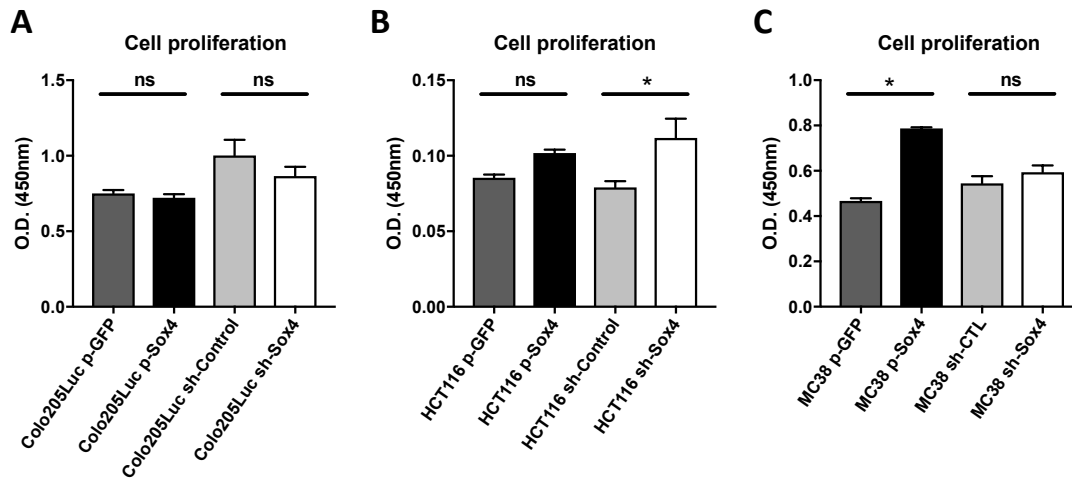 A
Cell proliferation
ns
ns
1.5
1.0
0.5
0.0
O.D. (450nm)
Colo205Luc p-GFP
Colo205Luc p-Sox4
Colo205Luc sh-Control
Colo205Luc sh-Sox4
B
Cell proliferation
ns
*
0.15
0.10
0.05
0.00
O.D. (450nm)
HCT116 p-GFP
HCT116 p-Sox4
HCT116 sh-Control
HCT116 sh-Sox4
C
Cell proliferation
*
ns
1.0
0.8
0.6
0.4
0.2
0.0
O.D. (450nm)
MC38 p-GFP
MC38 p-Sox4
MC38 sh-CTL
MC38 sh-Sox4